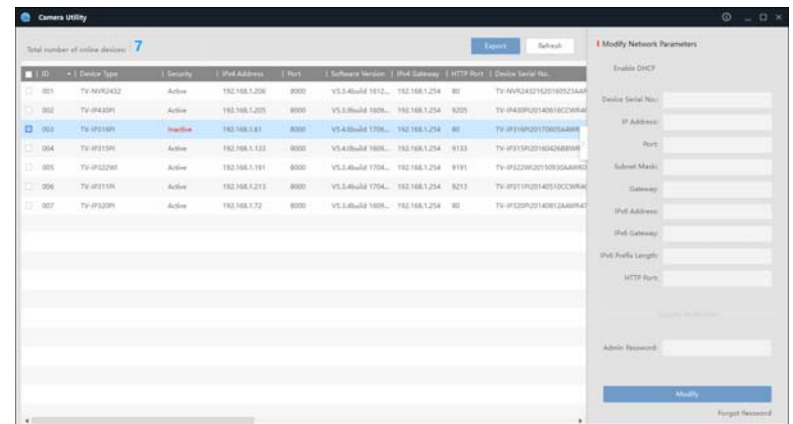 Camera Utility
Total number of online devices: 7 Export Refresh
ID Device Type Security IPv4 Address Port Software Version IPv4 Gateway HTTP Port Device Serial No.
001 TV-NVR2432 Active 192.168.1.206 8000 V5.3.4build 1612... 192.168.1.254 80
002 TV-IP430PI Active 192.168.1.205 8000 192.168.1.254 9205
003 TV-IP316PI Inactive 192.168.1.81 8000 192.168.1.254 80
004 TV-IP315PI Active 192.168.1.133 8000 192.168.1.254 9133
005 TV-IP322WI Active 192.168.1.191 8000 192.168.1.254 9191
006 TV-IP311PI Active 192.168.1.213 8000 192.168.1.254 9213
007 TV-IP320PI Active 192.168.1.72 8000 192.168.1.254 80
Modify Network Parameters
Enable DHCP
Device Serial No.:
IP Address:
Port:
Subnet Mask:
Gateway:
IPv6 Address:
IPv6 Gateway:
IPv6 Prefix Length:
HTTP Port:
Admin Password:
Modify
Forgot Password